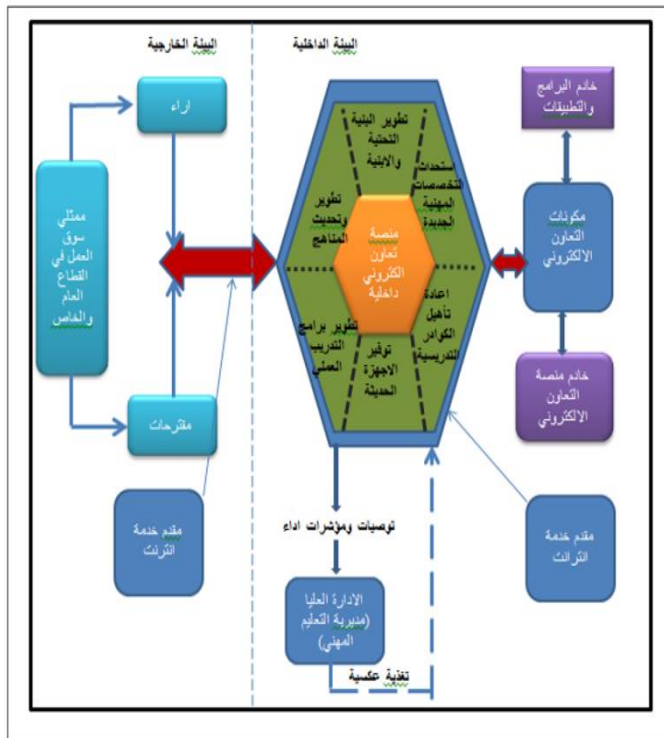 البيئة الداخلية
البيئة الخارجية
خادم البرامج
والتطبيقات
مكونات
التعاون
الالكتروني
خادم منصة
التعاون
الالكتروني
مقدم خدمة
انترانت
تطوير البنية
التحتية
والابنية
استحداث
التخصصات
المهنية
الجديدة
تطوير
وتحديث
المناهج
منصة
تعاون
الكتروني
داخلية
اعادة
تأهيل
الكوادر
التدريسية
توفير
الاجهزة
الحديثة
تطوير برامج
التدريب
العملي
توصيات ومؤشرات اداء
الادارة العليا
(مديرية التعليم
المهني)
تغذية عكسية
اراء
ممثلي
سوق
العمل في
القطاع
العام
والخاص
مقترحات
مقدم خدمة
انترنت